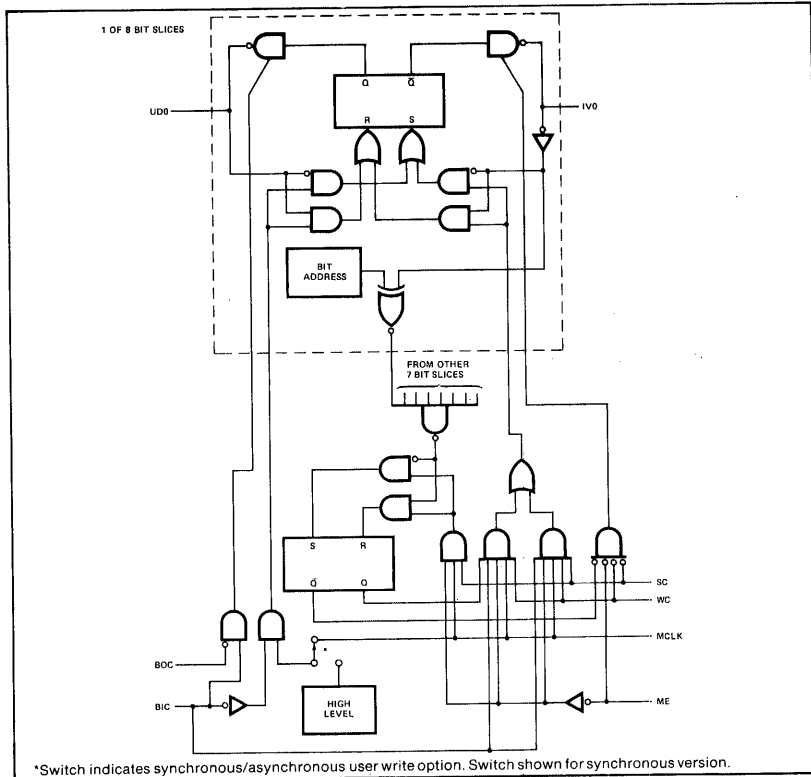 1 OF 8 BIT SLICES
Q Q̅
UD0
IV0
R S
BIT
ADDRESS
FROM OTHER
7 BIT SLICES
S R
Q̅ Q
SC
WC
MCLK
*
BOC
BIC
HIGH
LEVEL
ME
*Switch indicates synchronous/asynchronous user write option. Switch shown for synchronous version.